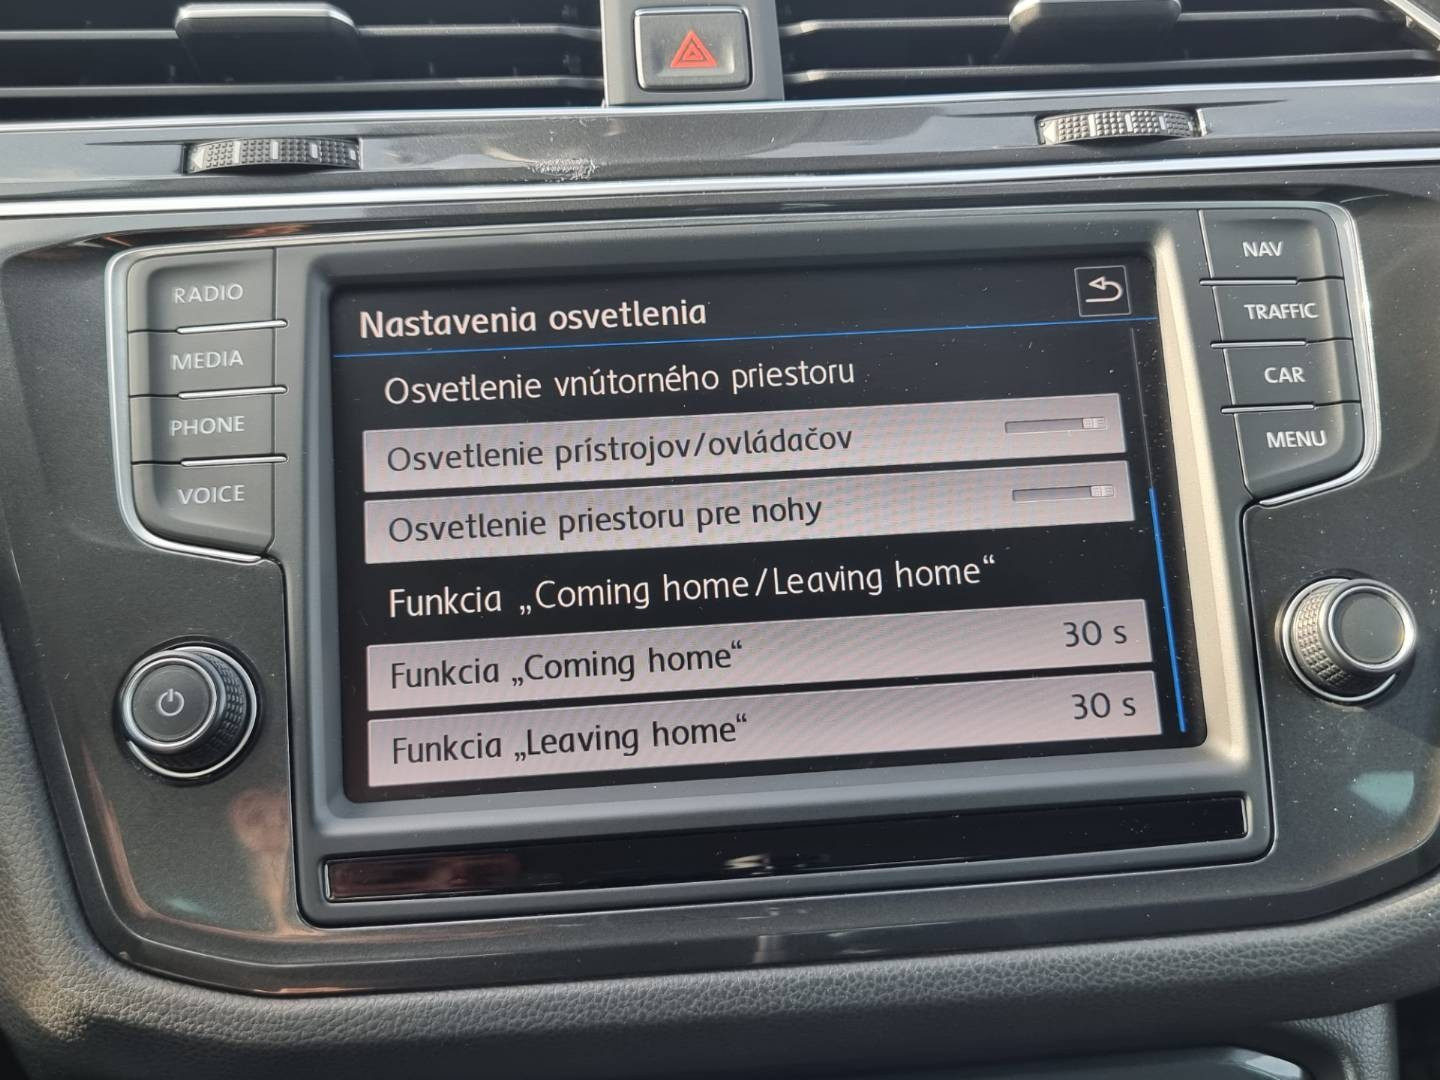 RADIO
MEDIA
PHONE
VOICE
Nastavenia osvetlenia
Osvetlenie vnútorného priestoru
Osvetlenie prístrojov/ovládačov
Osvetlenie priestoru pre nohy
Funkcia „Coming home/Leaving home“
Funkcia „Coming home“ 30 s
Funkcia „Leaving home“ 30 s
NAV
TRAFFIC
CAR
MENU